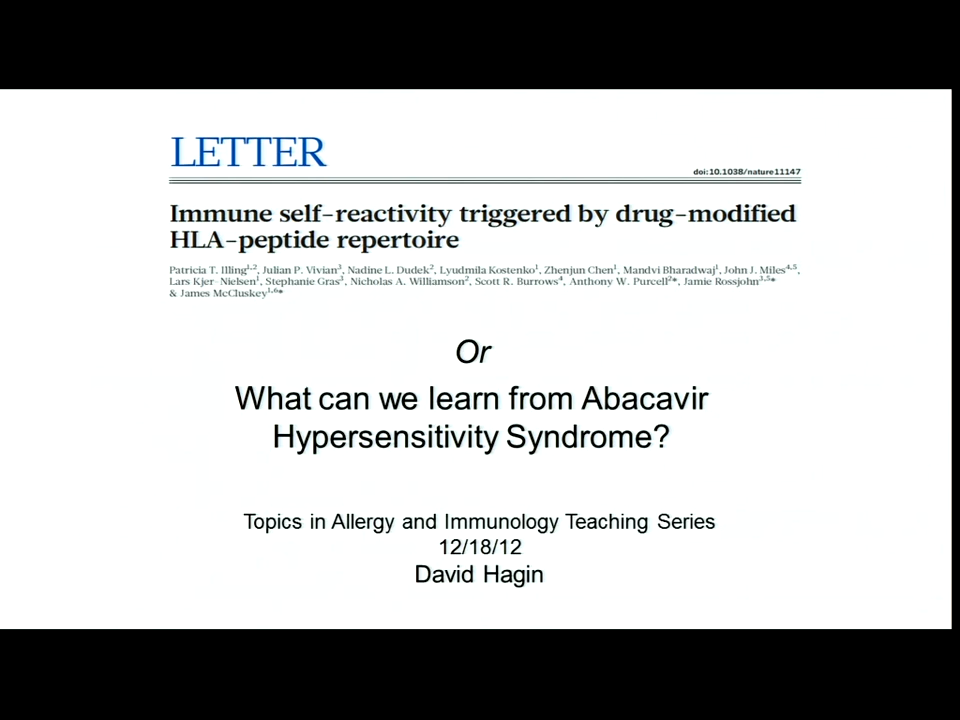 LETTER
doi:10.1038/nature11147
Immune self-reactivity triggered by drug-modified
HLA-peptide repertoire
Patricia T. Illing1,2, Julian P. Vivian3, Nadine L. Dudek2, Lyudmila Kostenko1, Zhenjun Chen1, Mandvi Bharadwaj1, John J. Miles4,5,
Lars Kjer-Nielsen1, Stephanie Gras3, Nicholas A. Williamson2, Scott R. Burrows4, Anthony W. Purcell2*, Jamie Rossjohn3,5*
& James McCluskey1,6*
Or
What can we learn from Abacavir
Hypersensitivity Syndrome?
Topics in Allergy and Immunology Teaching Series
12/18/12
David Hagin